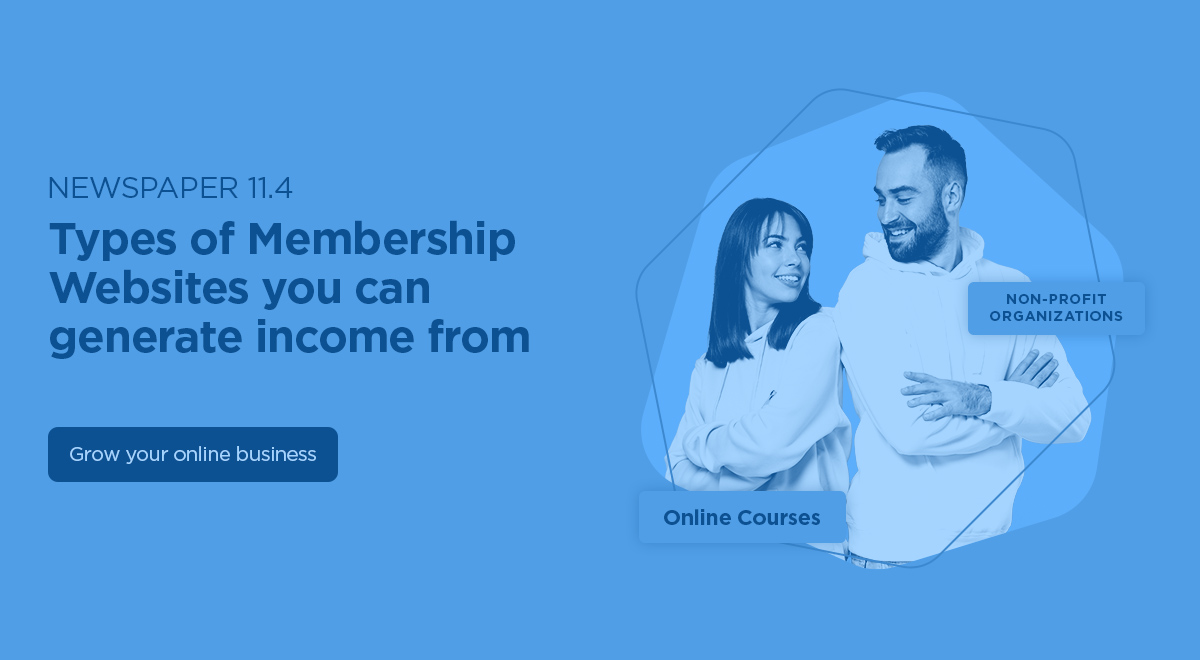 NEWSPAPER 11.4
Types of Membership
Websites you can
generate income from
Grow your online business
NON-PROFIT
ORGANIZATIONS
Online Courses